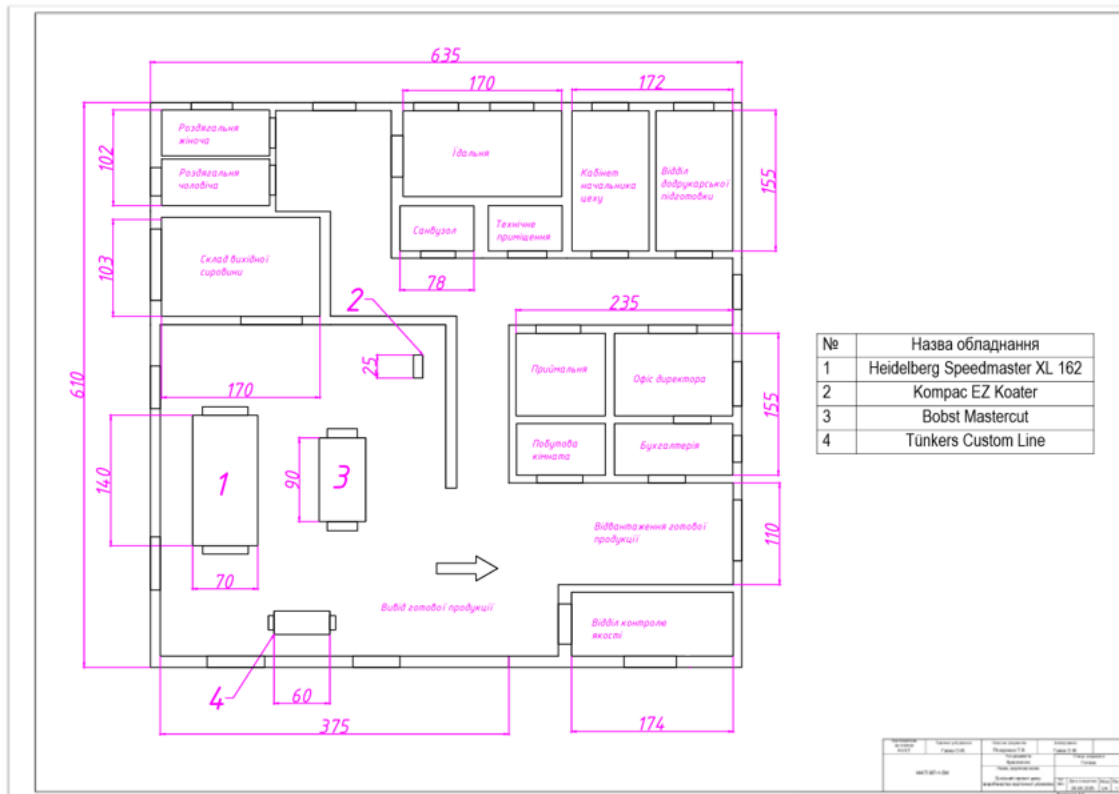 635
170
172
Роздягальня
жіноча
Роздягальня
чоловіча
102
Їдальня
Кабінет
начальника
цеху
Відділ
додрукарської
підготовки
155
Санвузол
Технічне
приміщення
78
Склад вихідної
сировини
103
2
235
25
610
170
Приймальня
Офіс директора
Побутова
кімната
Бухгалтерія
155
140
1
90
3
70
Відвантаження готової
продукції
110
Вивід готової продукції
Відділ контролю
якості
4
60
375
174
№ Назва обладнання
1 Heidelberg Speedmaster XL 162
2 Kompac EZ Koater
3 Bobst Mastercut
4 Tünkers Custom Line